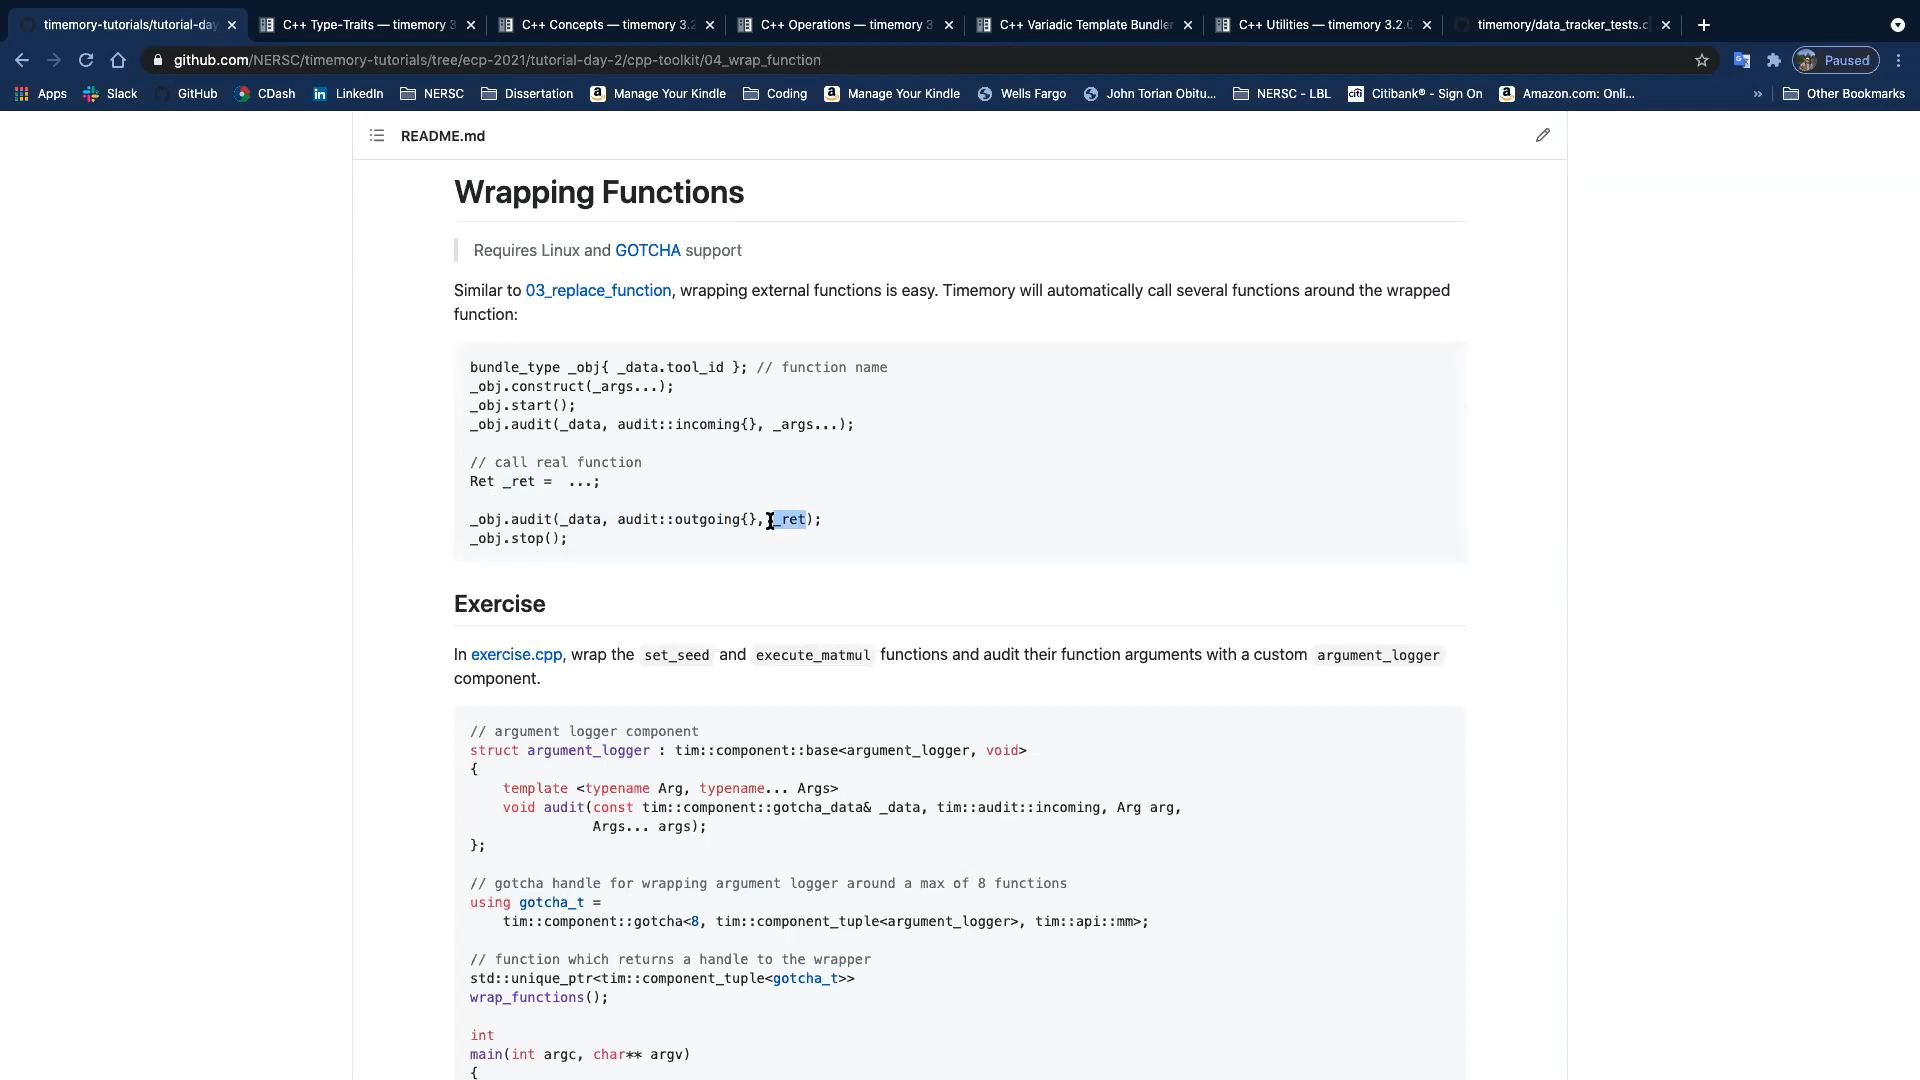 timemory-tutorials/tutorial-day
C++ Type-Traits — timemory 3
C++ Concepts — timemory 3.2
C++ Operations — timemory 3
C++ Variadic Template Bundler
C++ Utilities — timemory 3.2.0
timemory/data_tracker_tests.c
github.com/NERSC/timemory-tutorials/tree/ecp-2021/tutorial-day-2/cpp-toolkit/04_wrap_function
Paused
Apps Slack GitHub CDash LinkedIn NERSC Dissertation Manage Your Kindle Coding Manage Your Kindle Wells Fargo John Torian Obitu... NERSC - LBL Citibank® - Sign On Amazon.com: Onli... » Other Bookmarks
README.md
Wrapping Functions
Requires Linux and GOTCHA support
Similar to 03_replace_function, wrapping external functions is easy. Timemory will automatically call several functions around the wrapped
function:
bundle_type _obj{ _data.tool_id }; // function name
_obj.construct(_args...);
_obj.start();
_obj.audit(_data, audit::incoming{}, _args...);
// call real function
Ret _ret =  ...;
_obj.audit(_data, audit::outgoing{}, _ret);
_obj.stop();
Exercise
In exercise.cpp, wrap the set_seed and execute_matmul functions and audit their function arguments with a custom argument_logger
component.
// argument logger component
struct argument_logger : tim::component::base<argument_logger, void>
{
template <typename Arg, typename... Args>
void audit(const tim::component::gotcha_data& _data, tim::audit::incoming, Arg arg,
Args... args);
};
// gotcha handle for wrapping argument logger around a max of 8 functions
using gotcha_t =
tim::component::gotcha<8, tim::component_tuple<argument_logger>, tim::api::mm>;
// function which returns a handle to the wrapper
std::unique_ptr<tim::component_tuple<gotcha_t>>
wrap_functions();
int
main(int argc, char** argv)
{